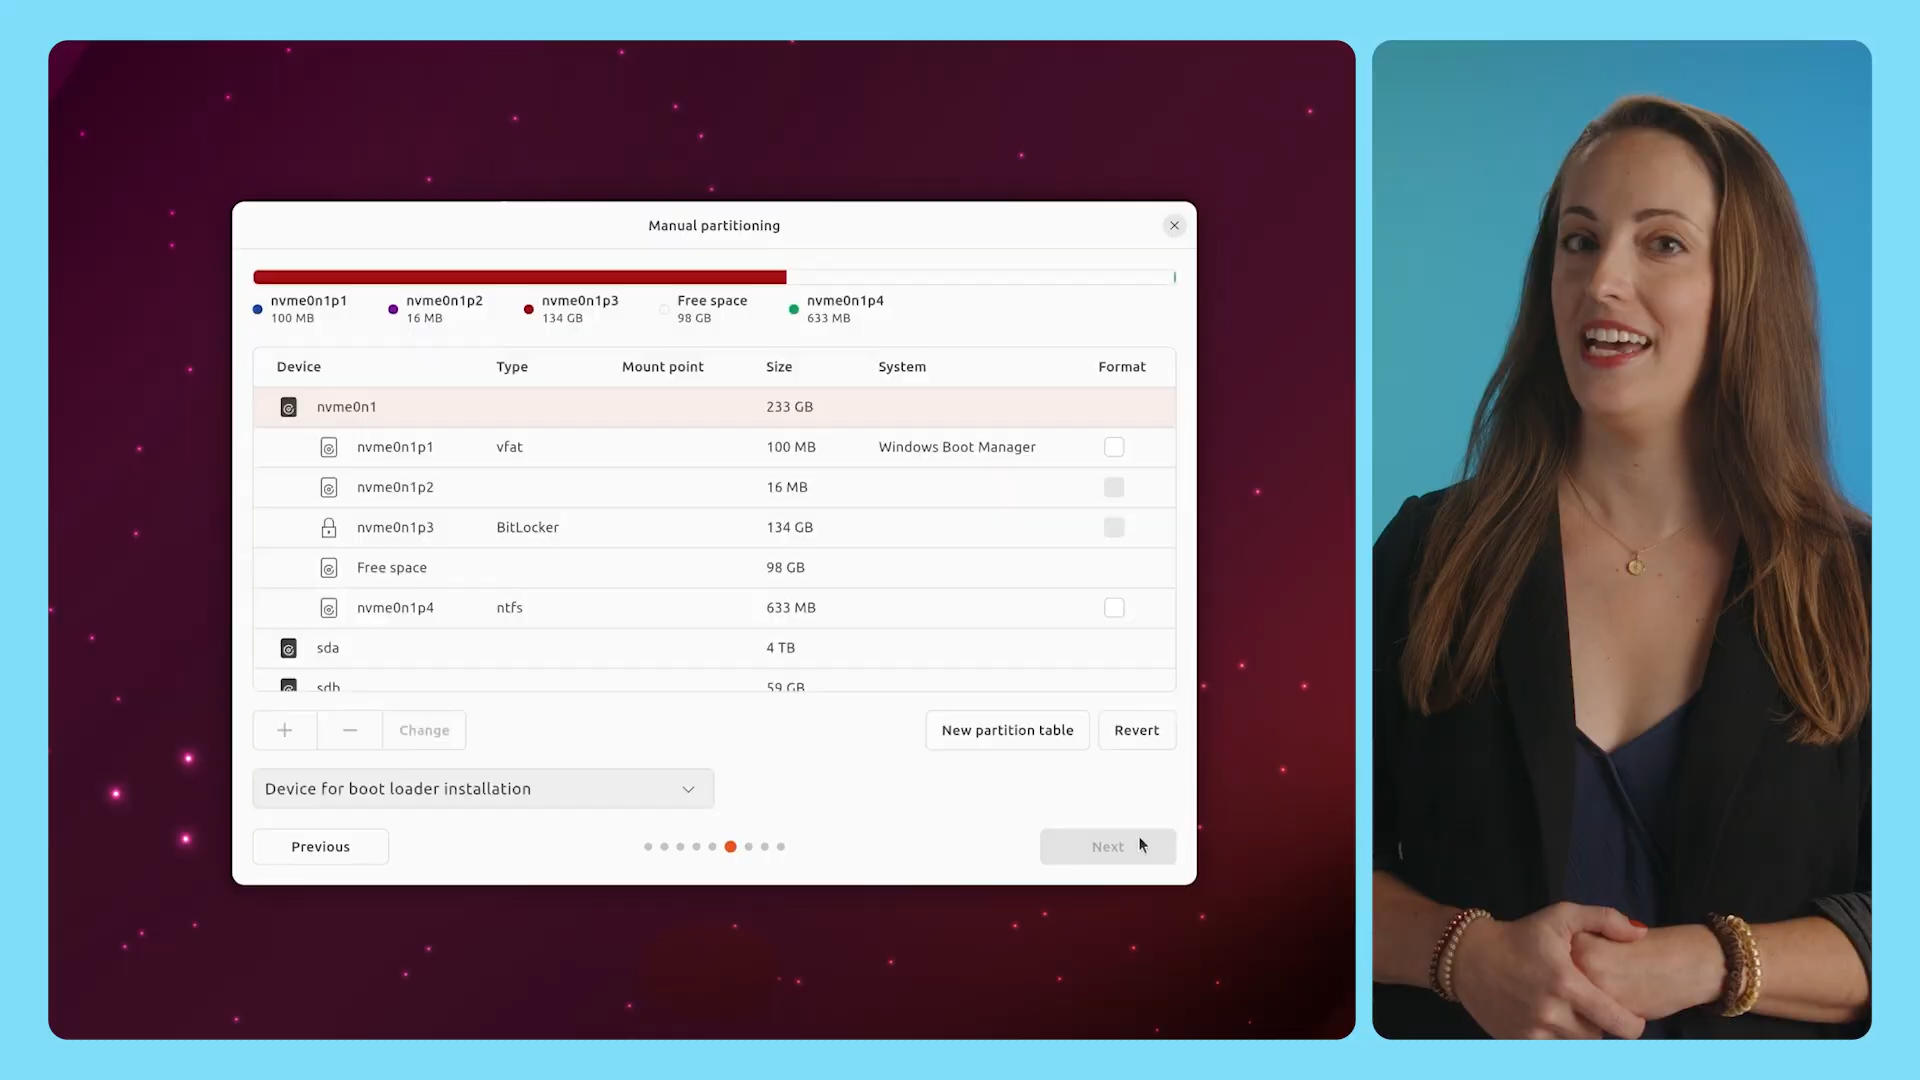 Manual partitioning
nvme0n1p1 nvme0n1p2 nvme0n1p3 Free space nvme0n1p4
100 MB 16 MB 134 GB 98 GB 633 MB
Device Type Mount point Size System Format
nvme0n1 233 GB
nvme0n1p1 vfat 100 MB Windows Boot Manager
nvme0n1p2 16 MB
nvme0n1p3 BitLocker 134 GB
Free space 98 GB
nvme0n1p4 ntfs 633 MB
sda 4 TB
sdb 59 GB
Change New partition table Revert
Device for boot loader installation
Previous Next